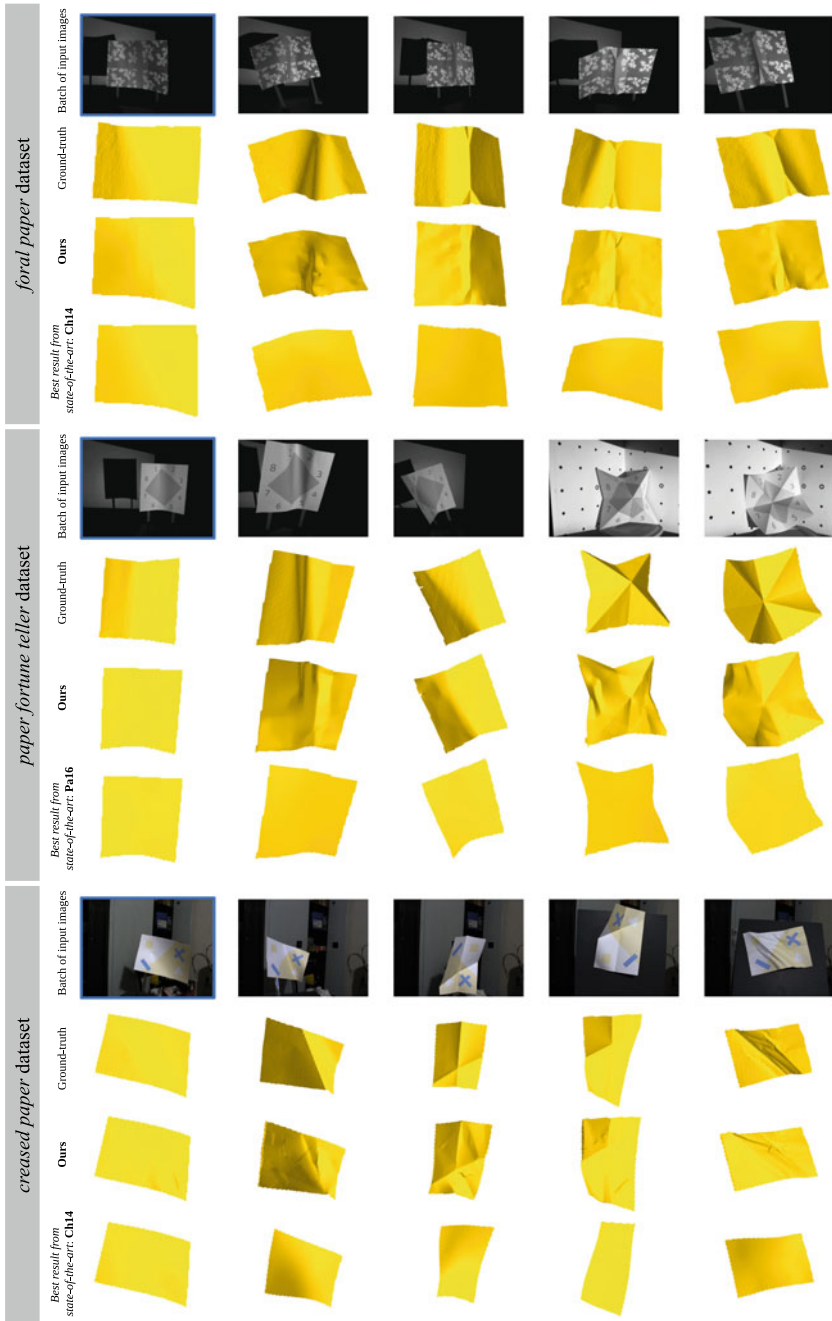 foral paper dataset
Batch of input images
Ground-truth
Ours
Best result from
state-of-the-art: Ch14
paper fortune teller dataset
Batch of input images
Ground-truth
Ours
Best result from
state-of-the-art: Pa16
creased paper dataset
Batch of input images
Ground-truth
Ours
Best result from
state-of-the-art: Ch14